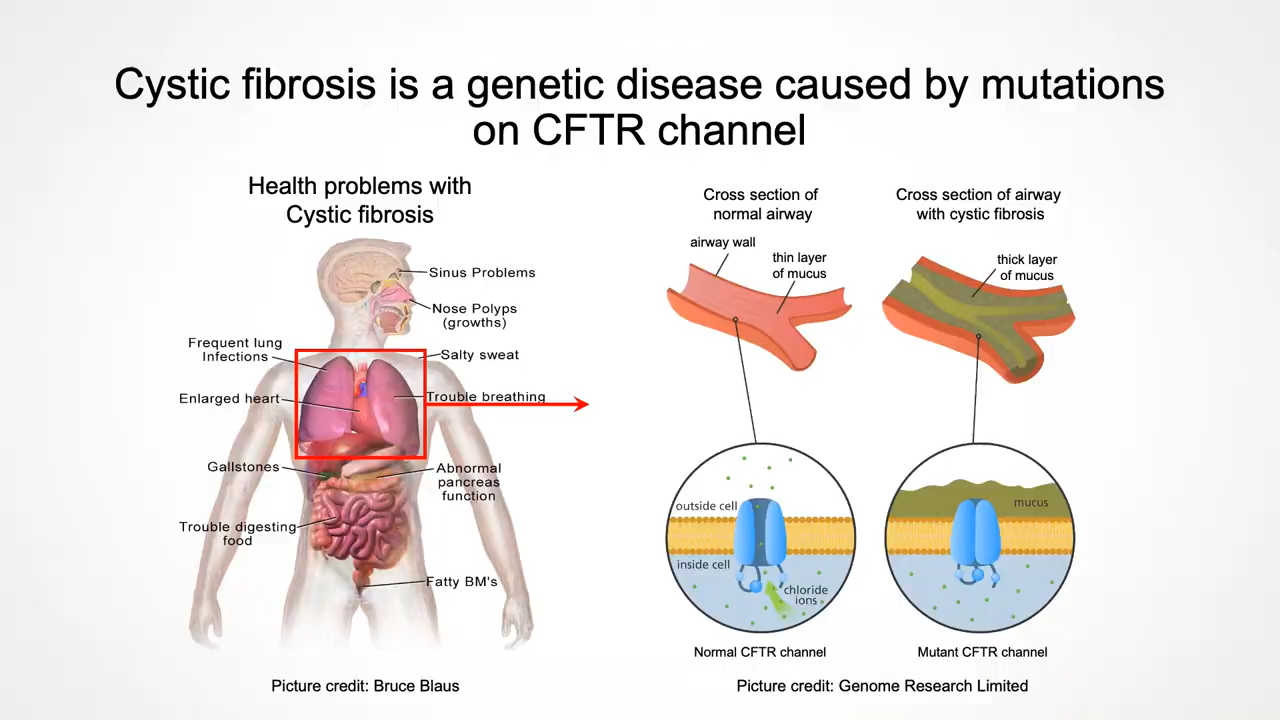 Cystic fibrosis is a genetic disease caused by mutations
on CFTR channel
Health problems with
Cystic fibrosis
Sinus Problems
Nose Polyps
(growths)
Frequent lung
Infections
Salty sweat
Enlarged heart
Trouble breathing
Gallstones
Abnormal
pancreas
function
Trouble digesting
food
Fatty BM's
Picture credit: Bruce Blaus
Cross section of
normal airway
airway wall
thin layer
of mucus
Cross section of airway
with cystic fibrosis
thick layer
of mucus
outside cell
inside cell
chloride
ions
Normal CFTR channel
mucus
Mutant CFTR channel
Picture credit: Genome Research Limited